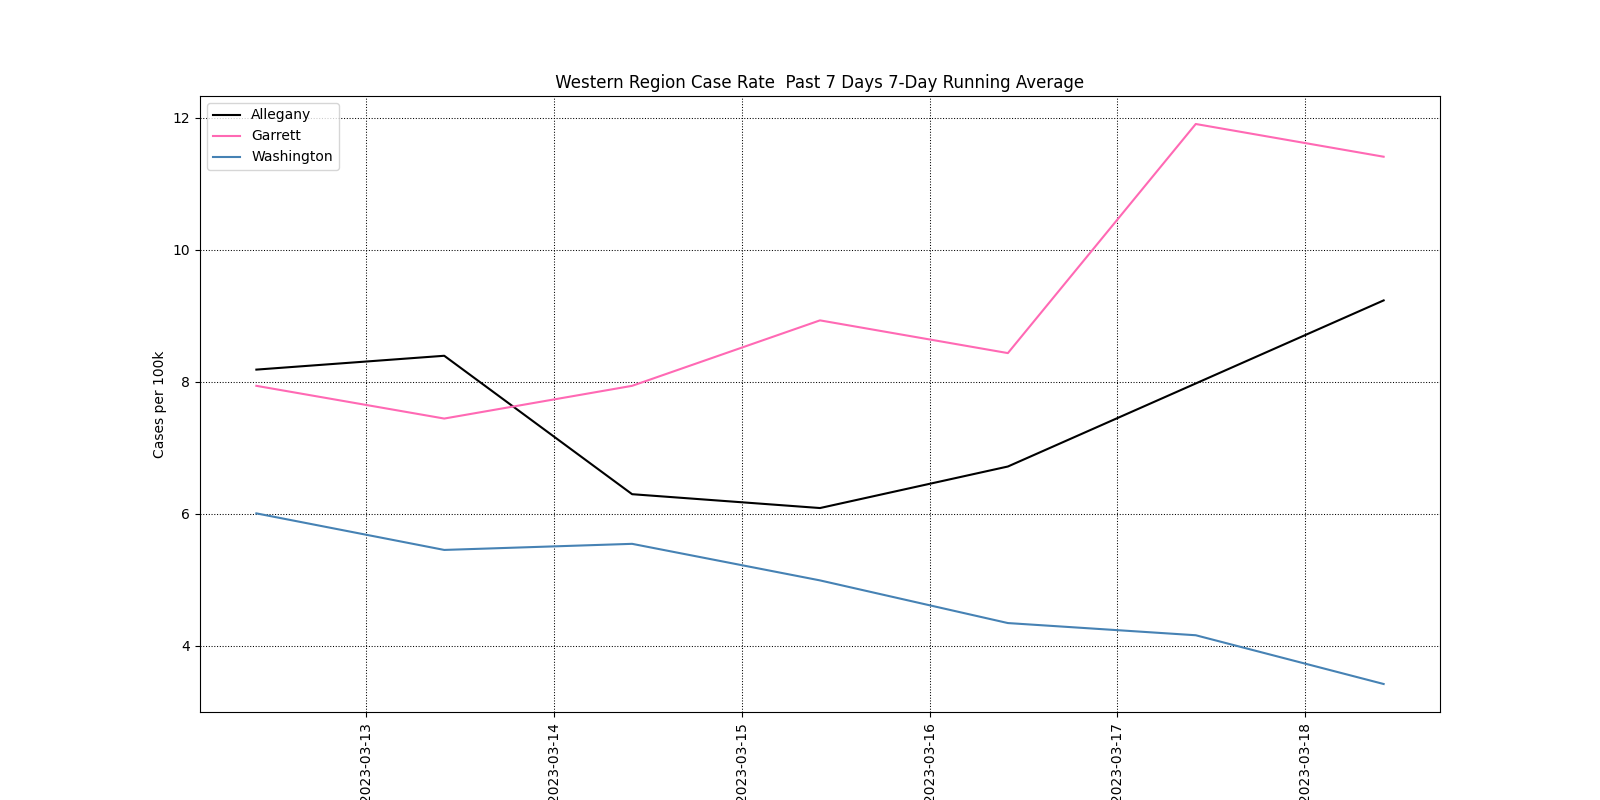 Western Region Case Rate  Past 7 Days 7-Day Running Average
Allegany
Garrett
Washington
12
10
8
6
4
Cases per 100k
2023-03-13
2023-03-14
2023-03-15
2023-03-16
2023-03-17
2023-03-18